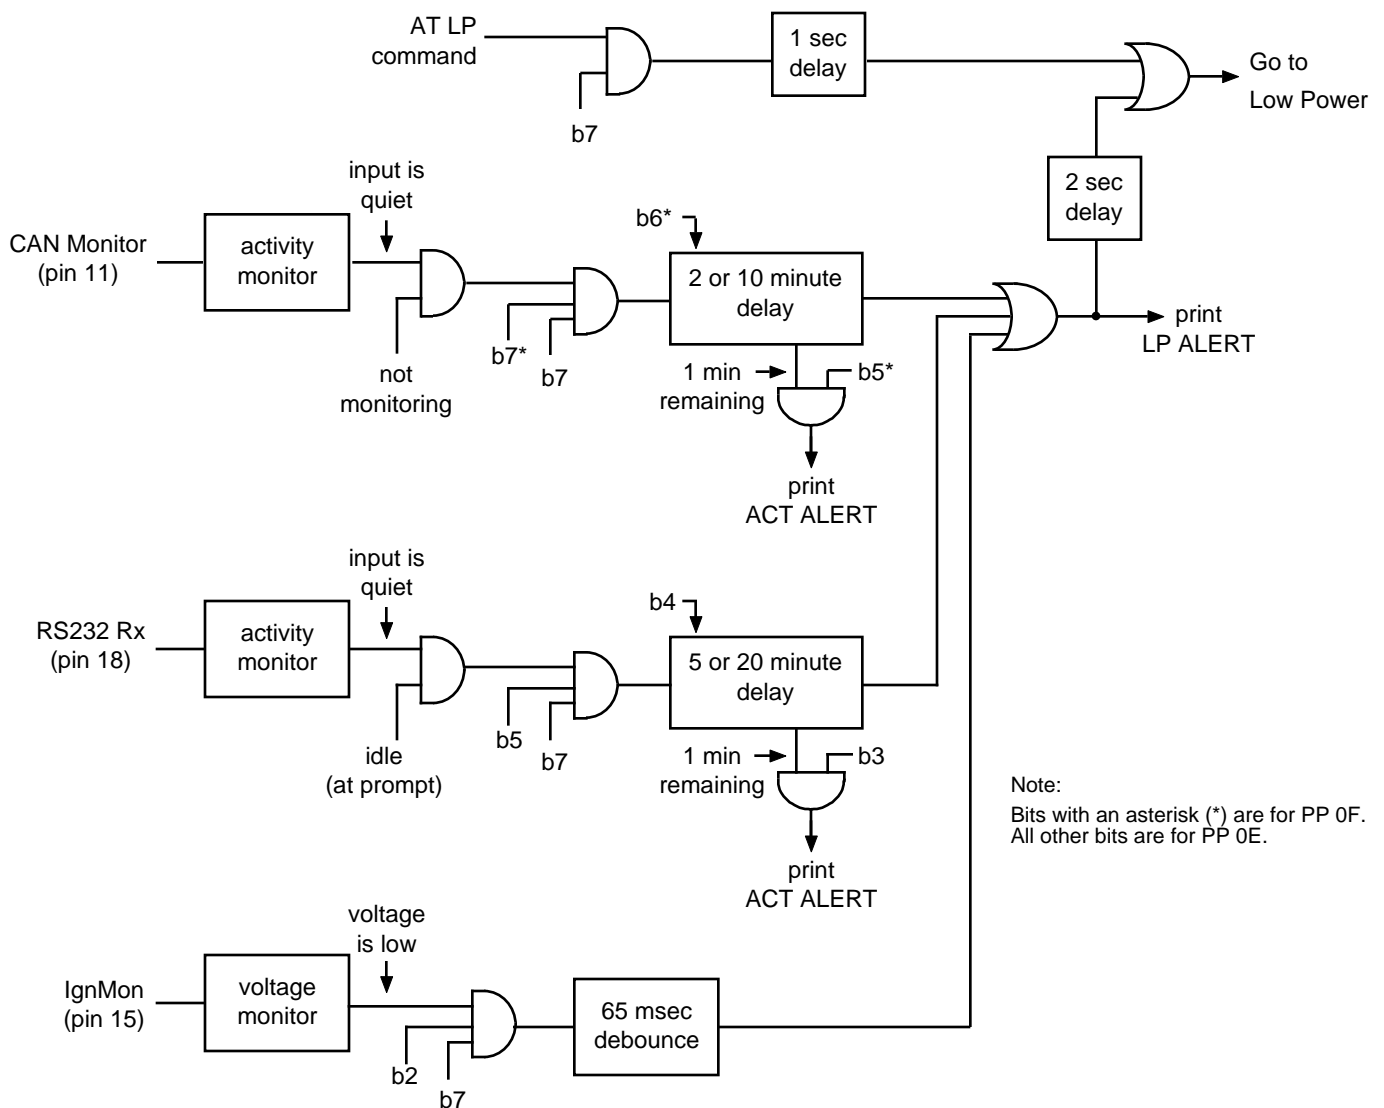 AT LP
command
b7
1 sec
delay
Go to
Low Power
2 sec
delay
input is
quiet
CAN Monitor
(pin 11)
activity
monitor
not
monitoring
b7*
b7
b6*
2 or 10 minute
delay
1 min
remaining
b5*
print
ACT ALERT
print
LP ALERT
input is
quiet
RS232 Rx
(pin 18)
activity
monitor
idle
(at prompt)
b5
b7
b4
5 or 20 minute
delay
1 min
remaining
b3
print
ACT ALERT
Note:
Bits with an asterisk (*) are for PP 0F.
All other bits are for PP 0E.
voltage
is low
IgnMon
(pin 15)
voltage
monitor
b2
b7
65 msec
debounce